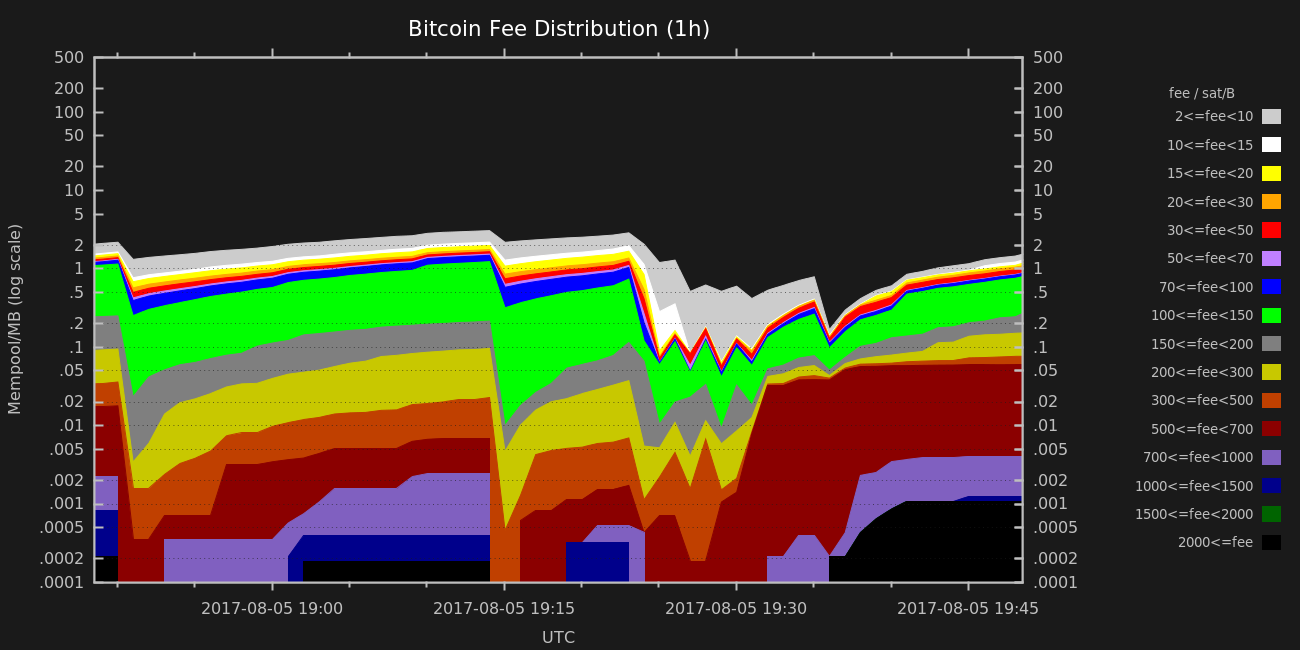 Bitcoin Fee Distribution (1h)
Mempool/MB (log scale)
500 500
200 200
100 100
50 50
20 20
10 10
5 5
2 2
1 1
.5 .5
.2 .2
.1 .1
.05 .05
.02 .02
.01 .01
.005 .005
.002 .002
.001 .001
.0005 .0005
.0002 .0002
.0001 .0001
2017-08-05 19:00 2017-08-05 19:15 2017-08-05 19:30 2017-08-05 19:45
UTC
fee / sat/B
2<=fee<10
10<=fee<15
15<=fee<20
20<=fee<30
30<=fee<50
50<=fee<70
70<=fee<100
100<=fee<150
150<=fee<200
200<=fee<300
300<=fee<500
500<=fee<700
700<=fee<1000
1000<=fee<1500
1500<=fee<2000
2000<=fee